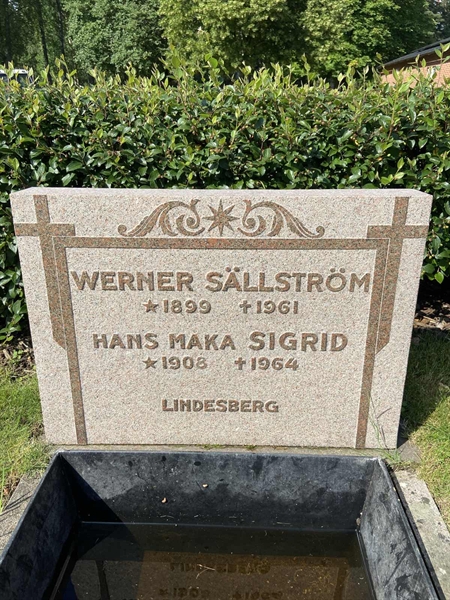 WERNER SÄLLSTRÖM
★1899 ✝1961
HANS MAKA SIGRID
★1908 ✝1964
LINDESBERG